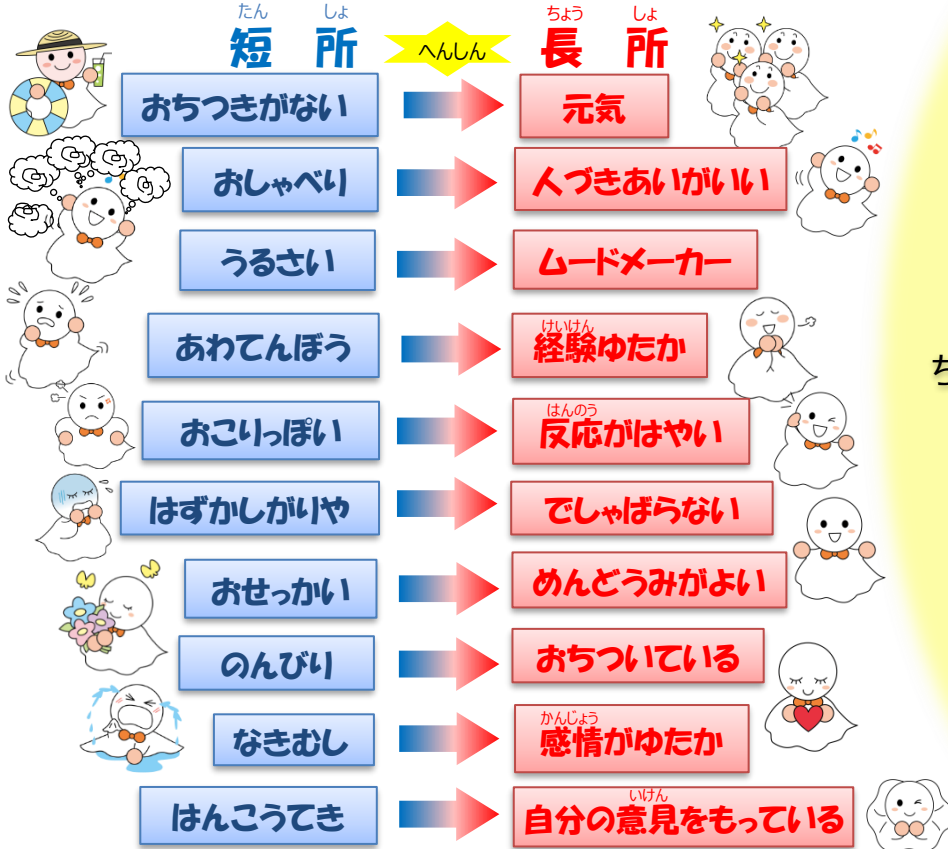 たん しょ ちょう しょ
短所 へんしん 長所
おちつきがない 元気
おしゃべり 人づきあいがいい
うるさい ムードメーカー
けいけん
あわてんぼう 経験ゆたか
はんのう
おこりっぽい 反応がはやい
はずかしがりや でしゃばらない
おせっかい めんどうみがよい
のんびり おちついている
かんじょう
なきむし 感情がゆたか
いけん
はんこうてき 自分の意見をもっている